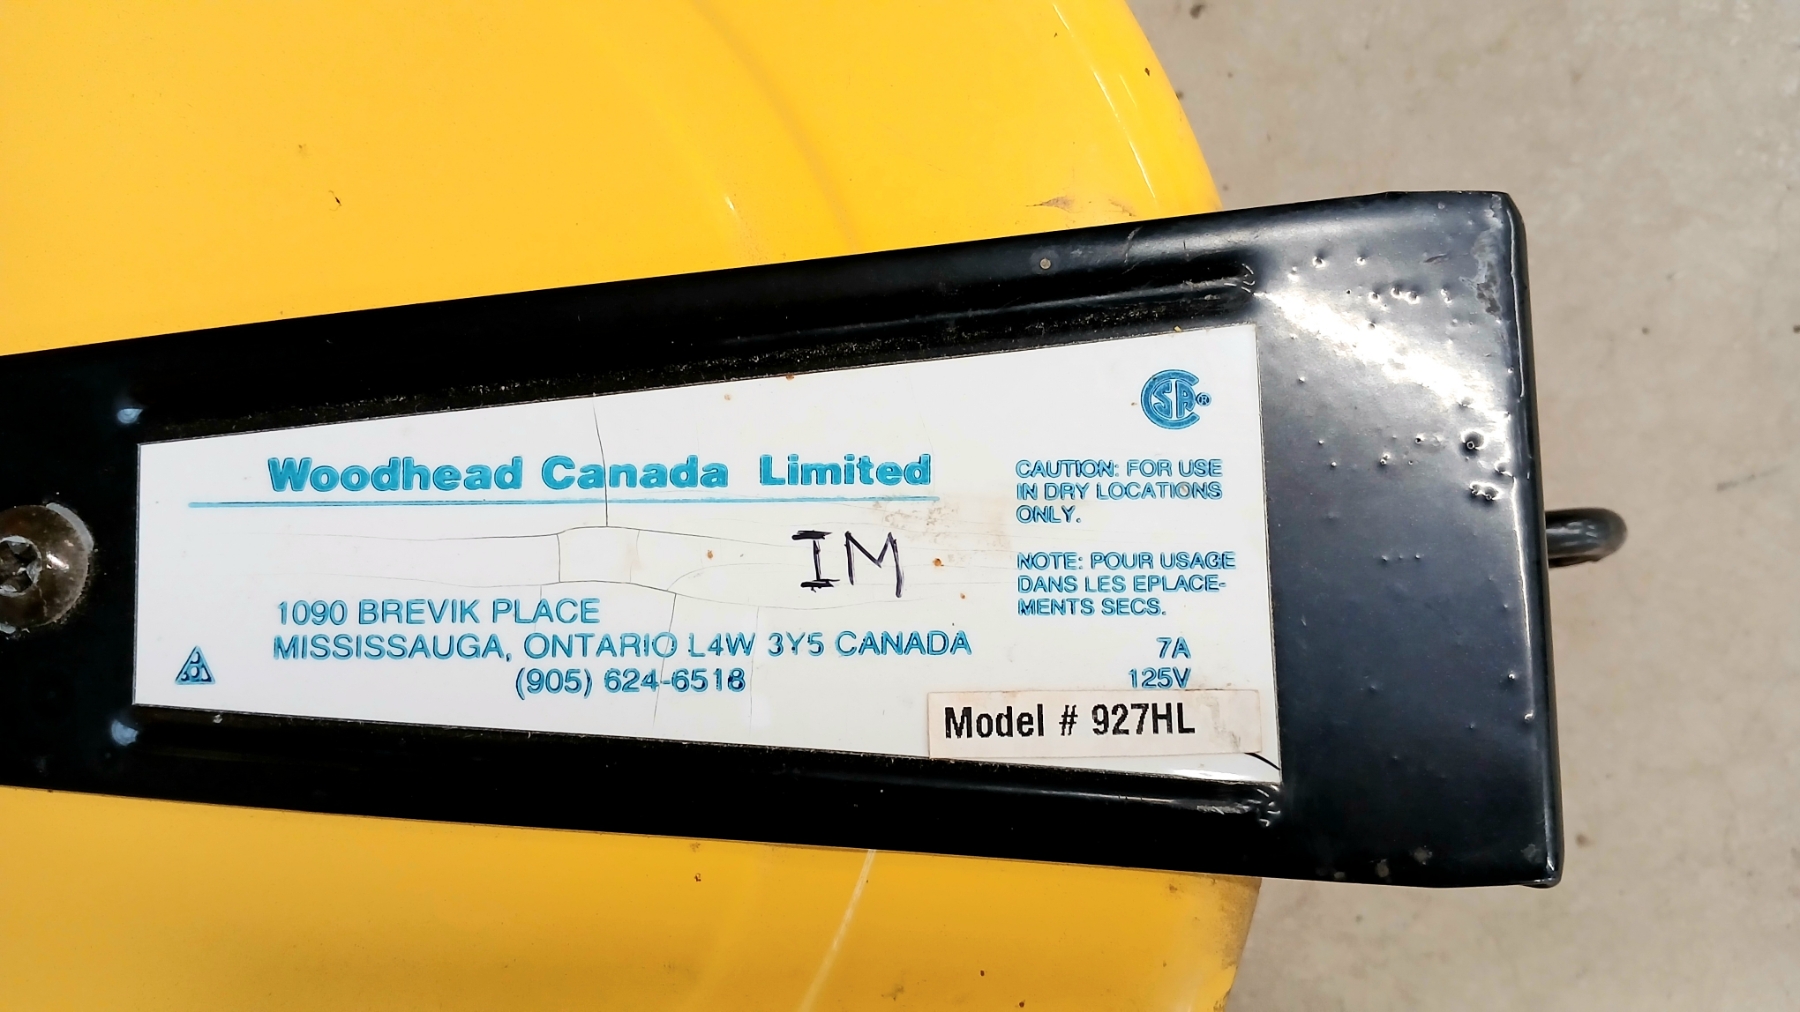 CSA®
Woodhead Canada Limited
CAUTION: FOR USE
IN DRY LOCATIONS
ONLY.
IM
NOTE: POUR USAGE
DANS LES EPLACE-
MENTS SECS.
1090 BREVIK PLACE
MISSISSAUGA, ONTARIO L4W 3Y5 CANADA
(905) 624-6518
7A
125V
Model # 927HL